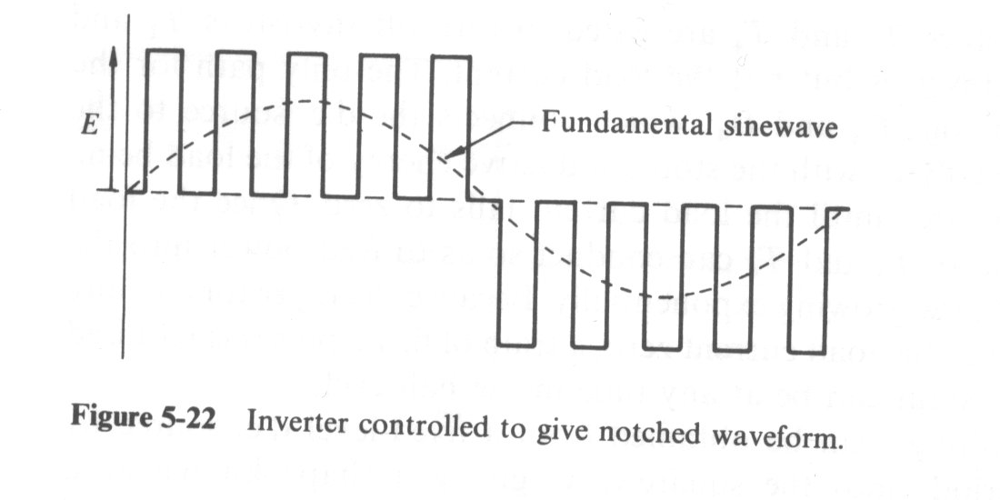 E
Fundamental sinewave
Figure 5-22 Inverter controlled to give notched waveform.